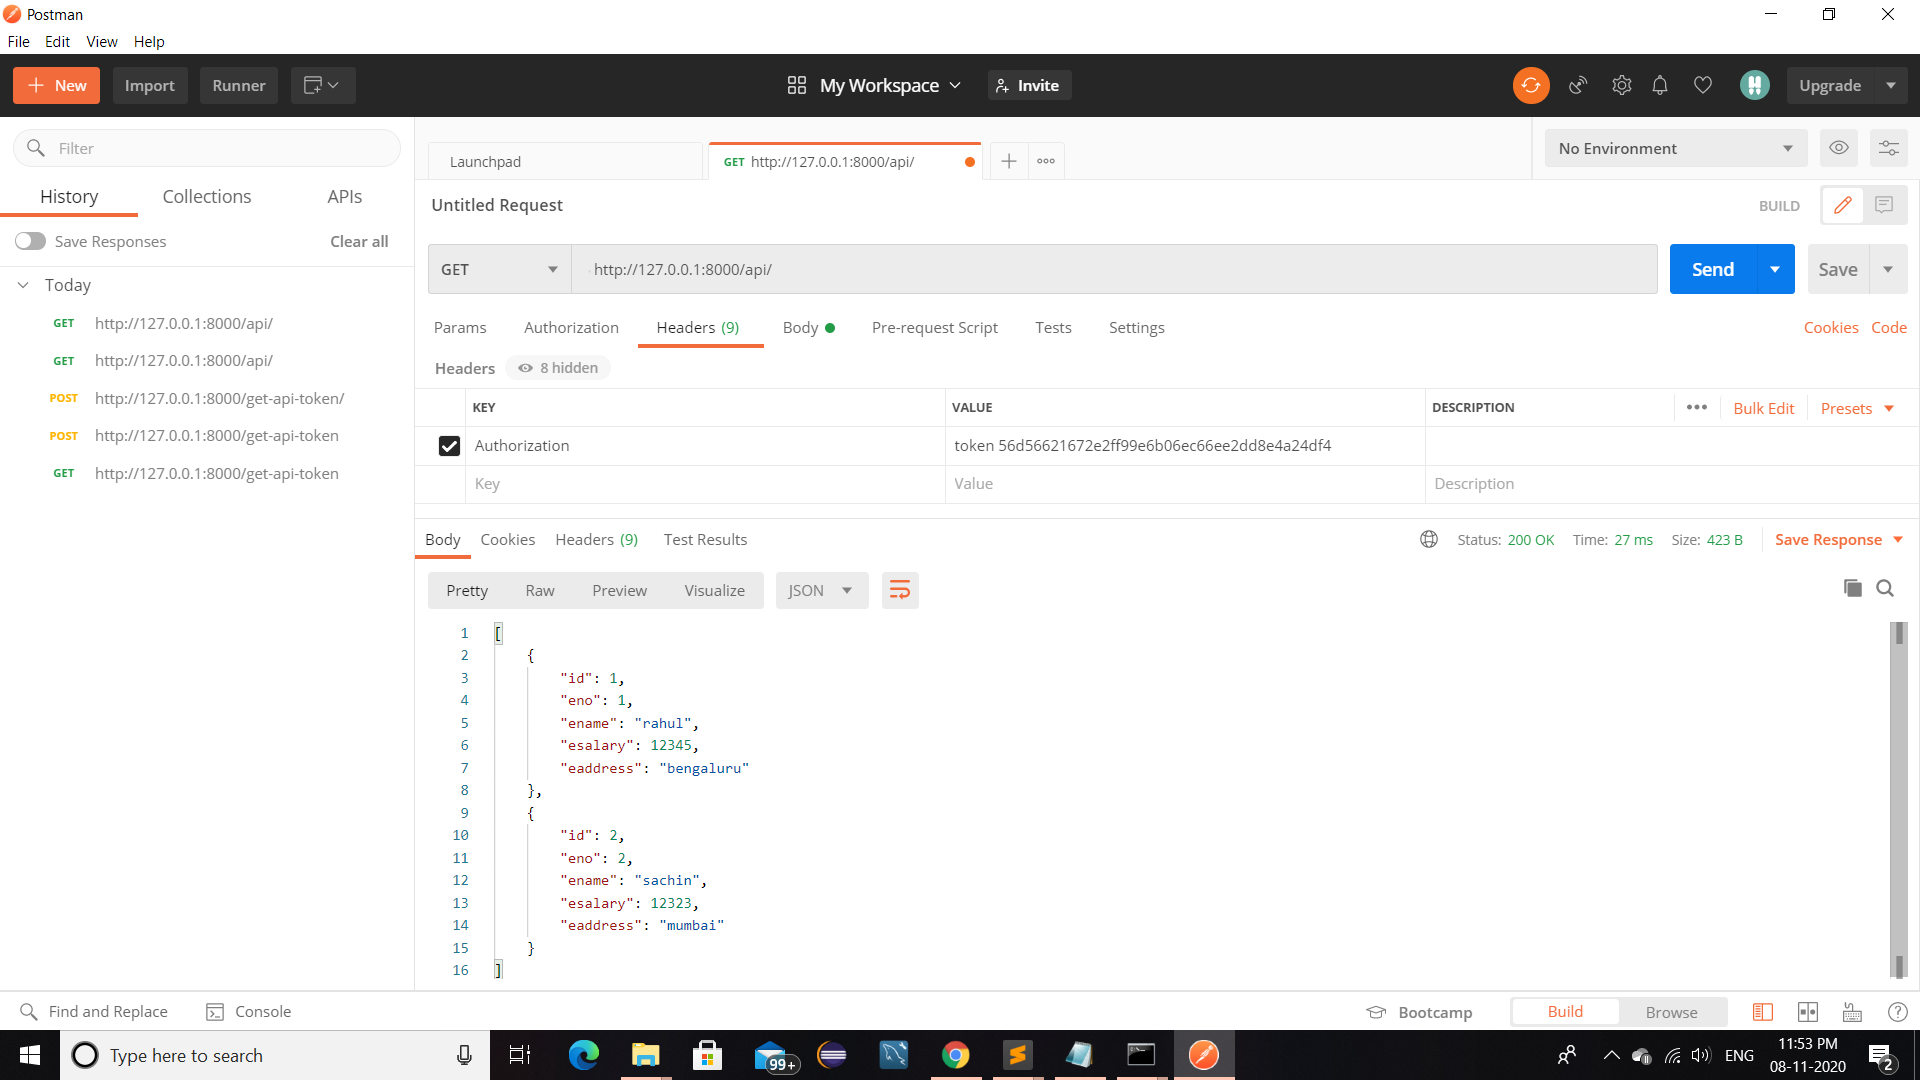 Postman
File Edit View Help
New Import Runner My Workspace Invite Upgrade
Filter
History Collections APIs
Save Responses Clear all
Today
GET http://127.0.0.1:8000/api/
GET http://127.0.0.1:8000/api/
POST http://127.0.0.1:8000/get-api-token/
POST http://127.0.0.1:8000/get-api-token
GET http://127.0.0.1:8000/get-api-token
Launchpad GET http://127.0.0.1:8000/api/ No Environment
Untitled Request BUILD
GET http://127.0.0.1:8000/api/ Send Save
Params Authorization Headers (9) Body Pre-request Script Tests Settings Cookies Code
Headers 8 hidden
KEY VALUE DESCRIPTION Bulk Edit Presets
Authorization token 56d56621672e2ff99e6b06ec66ee2dd8e4a24df4
Key Value Description
Body Cookies Headers (9) Test Results Status: 200 OK Time: 27 ms Size: 423 B Save Response
Pretty Raw Preview Visualize JSON
1 [
2 {
3 "id": 1,
4 "eno": 1,
5 "ename": "rahul",
6 "esalary": 12345,
7 "eaddress": "bengaluru"
8 },
9 {
10 "id": 2,
11 "eno": 2,
12 "ename": "sachin",
13 "esalary": 12323,
14 "eaddress": "mumbai"
15 }
16 ]
Find and Replace Console Bootcamp Build Browse
Type here to search 99+ ENG 11:53 PM
08-11-2020 2